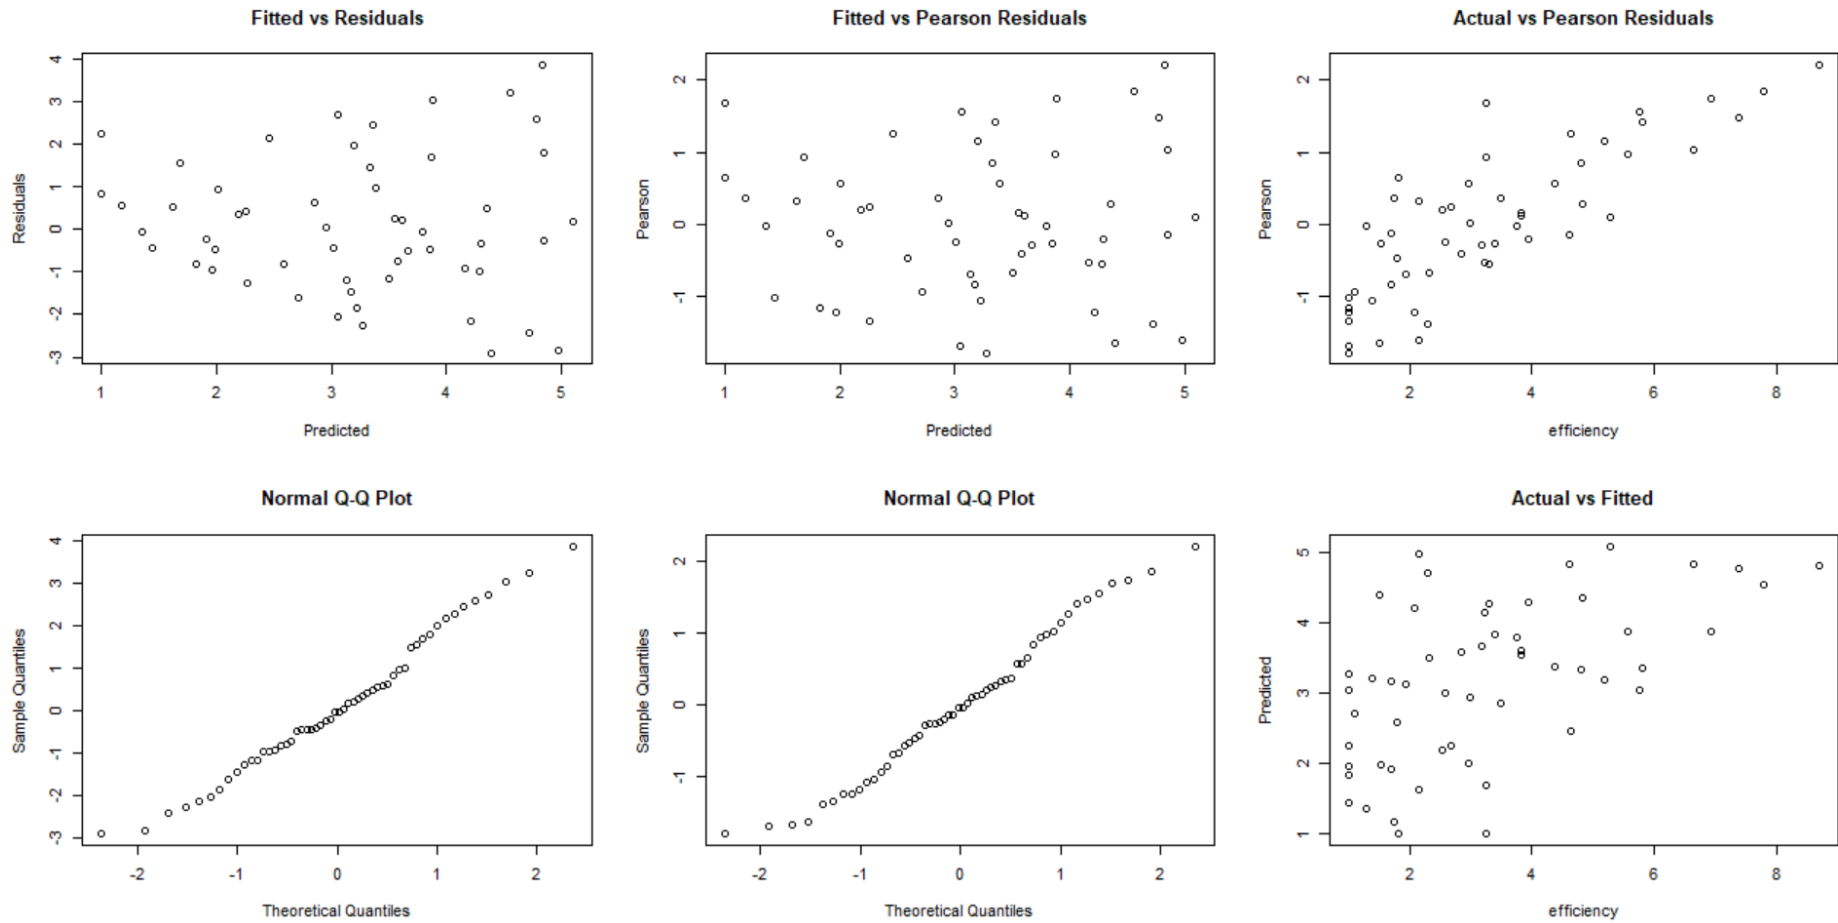 Fitted vs Residuals
Residuals
4
3
2
1
0
-1
-2
-3
1 2 3 4 5
Predicted
Fitted vs Pearson Residuals
Pearson
2
1
0
-1
1 2 3 4 5
Predicted
Actual vs Pearson Residuals
Pearson
2
1
0
-1
2 4 6 8
efficiency
Normal Q-Q Plot
Sample Quantiles
4
3
2
1
0
-1
-2
-3
-2 -1 0 1 2
Theoretical Quantiles
Normal Q-Q Plot
Sample Quantiles
2
1
0
-1
-2 -1 0 1 2
Theoretical Quantiles
Actual vs Fitted
Predicted
5
4
3
2
1
2 4 6 8
efficiency